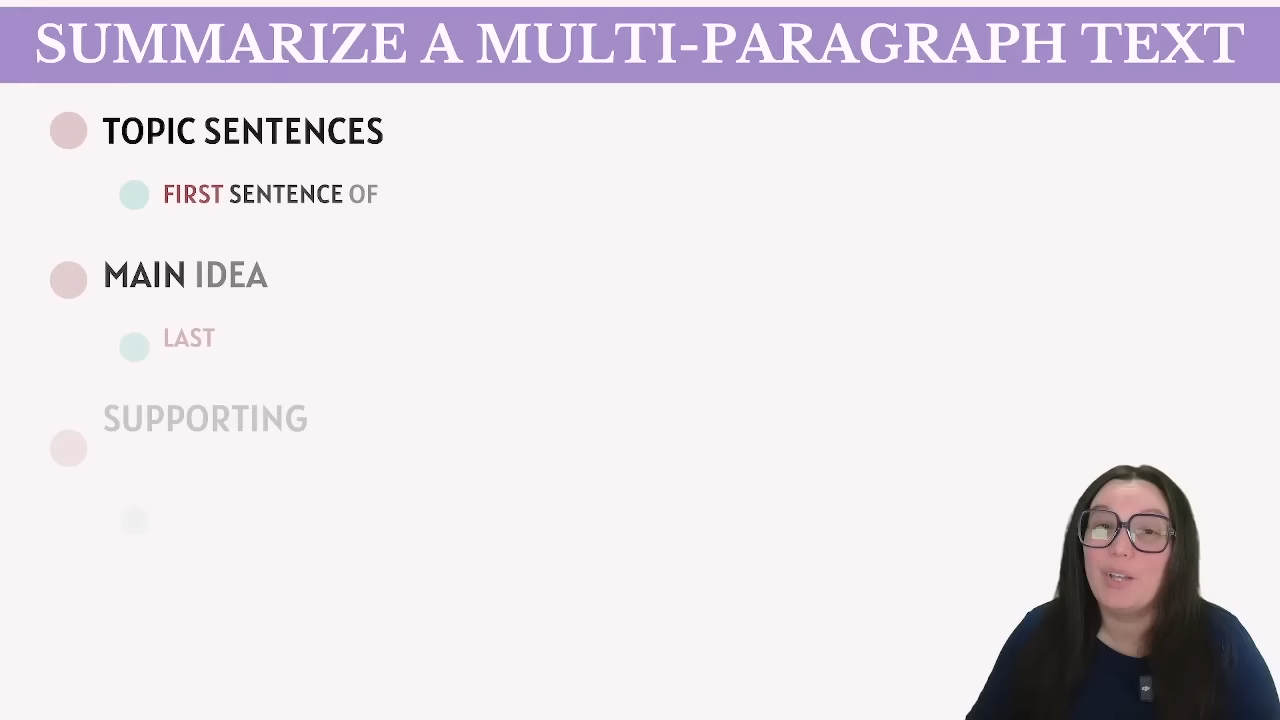 SUMMARIZE A MULTI-PARAGRAPH TEXT
TOPIC SENTENCES
FIRST SENTENCE OF
MAIN IDEA
LAST
SUPPORTING